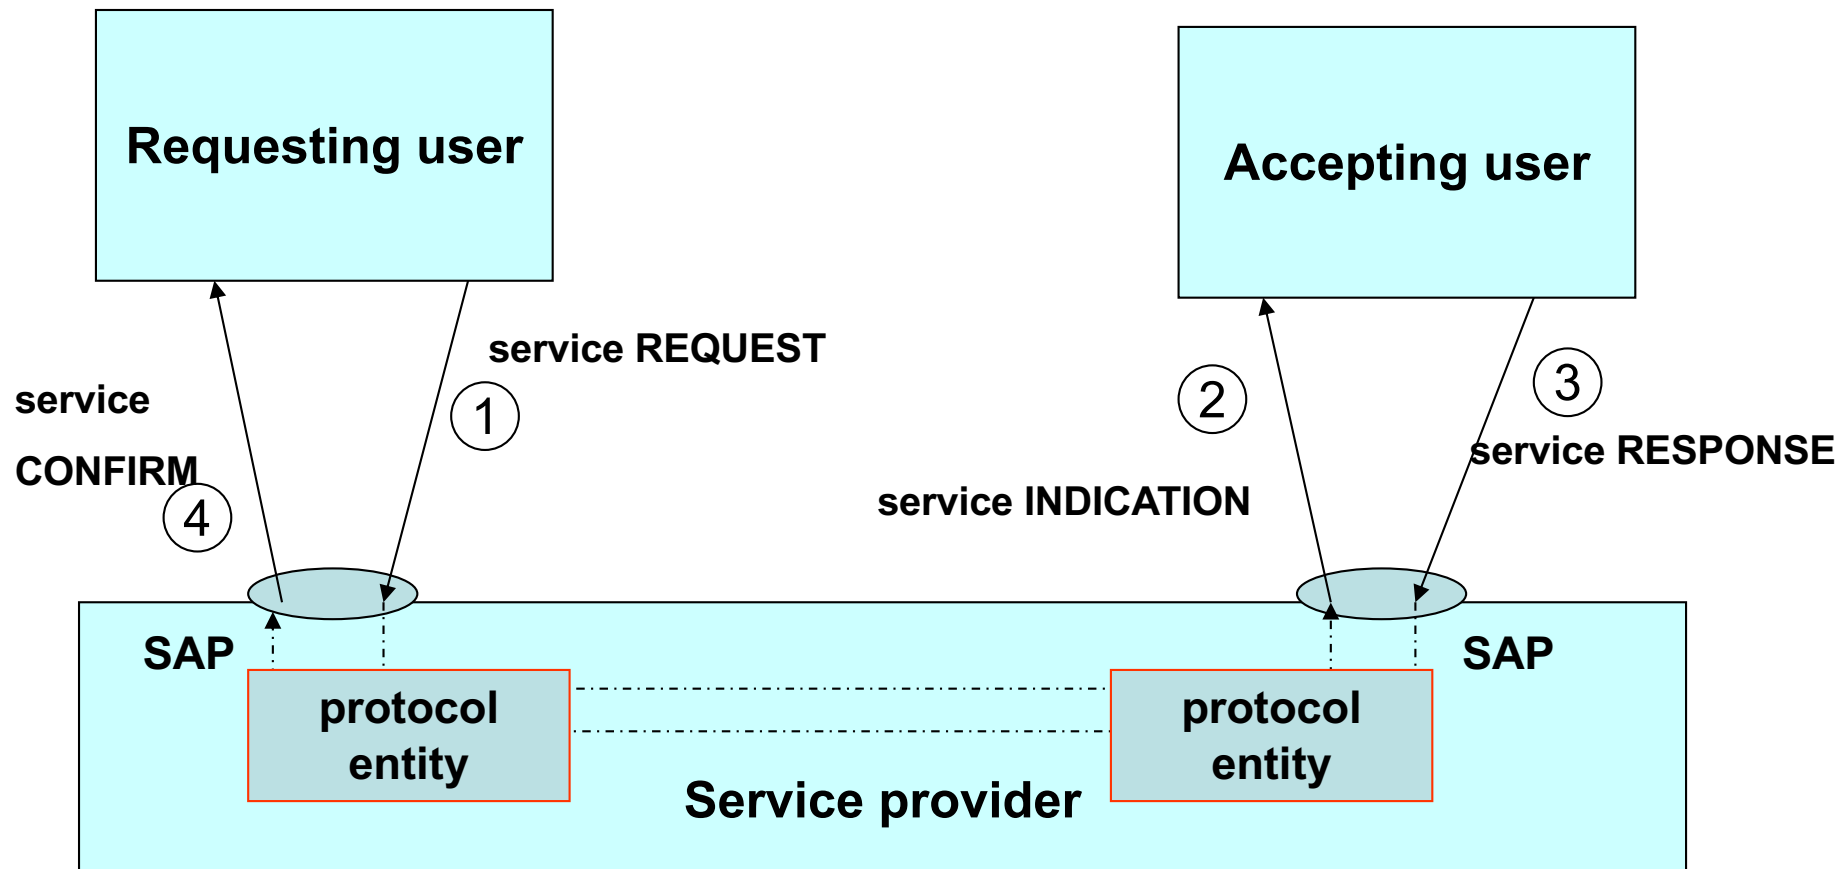 Requesting user
Accepting user
service REQUEST
1
service
CONFIRM
4
2
3
service RESPONSE
service INDICATION
SAP
SAP
protocol
entity
protocol
entity
Service provider